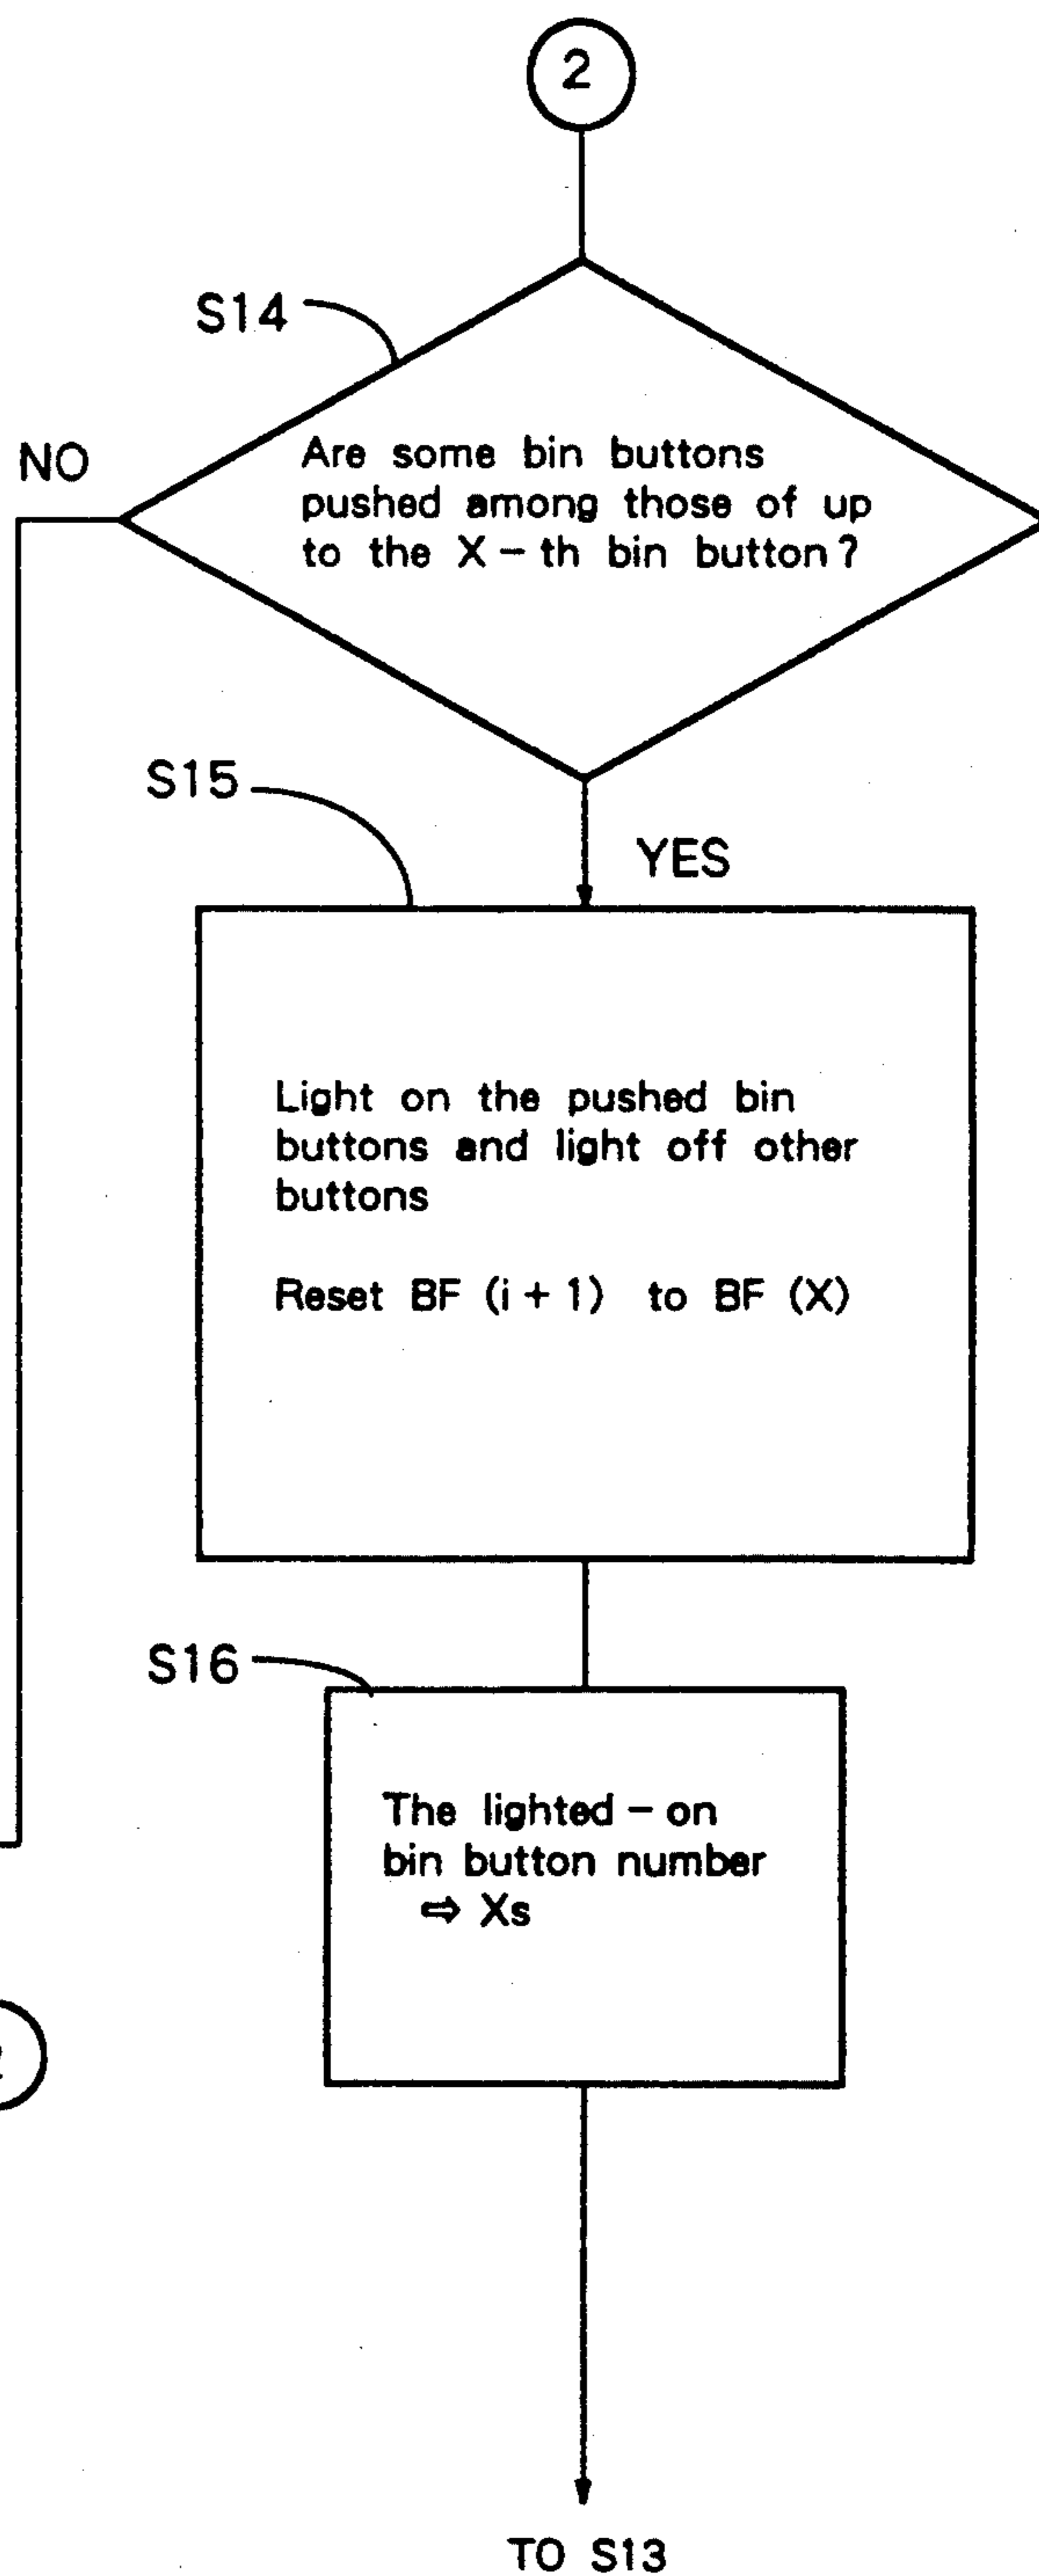 2
S14
NO
Are some bin buttons
pushed among those of up
to the X-th bin button?
S15
YES
Light on the pushed bin
buttons and light off other
buttons
Reset BF (i+1) to BF (X)
S16
The lighted-on
bin button number
⇨ Xs
TO S13